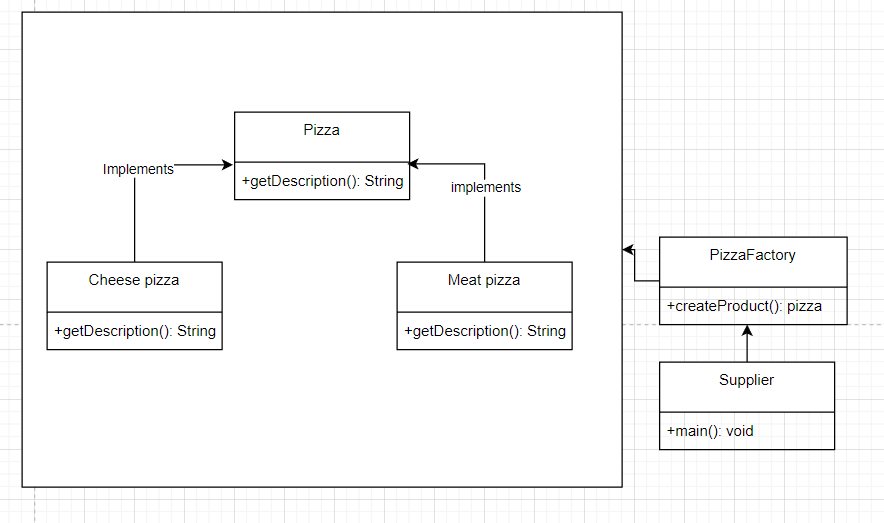 Pizza
+getDescription(): String
Implements
implements
Cheese pizza
+getDescription(): String
Meat pizza
+getDescription(): String
PizzaFactory
+createProduct(): pizza
Supplier
+main(): void